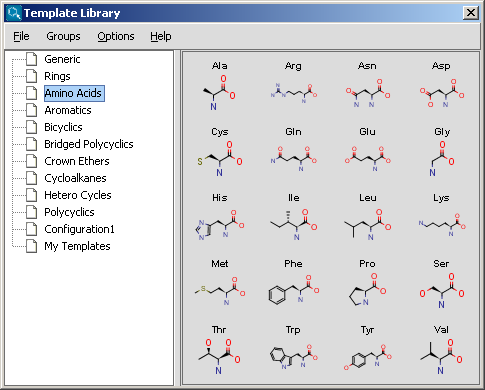 Template Library
File Groups Options Help
Generic
Rings
Amino Acids
Aromatics
Bicyclics
Bridged Polycyclics
Crown Ethers
Cycloalkanes
Hetero Cycles
Polycyclics
Configuration1
My Templates
Ala Arg Asn Asp
Cys Gln Glu Gly
His Ile Leu Lys
Met Phe Pro Ser
Thr Trp Tyr Val